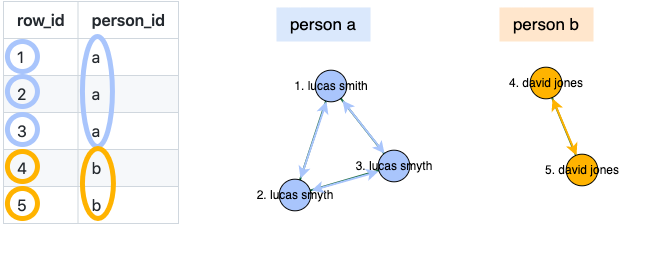 row_id person_id
1 a
2 a
3 a
4 b
5 b
person a
1. lucas smith
3. lucas smyth
2. lucas smyth
person b
4. david jones
5. david jones